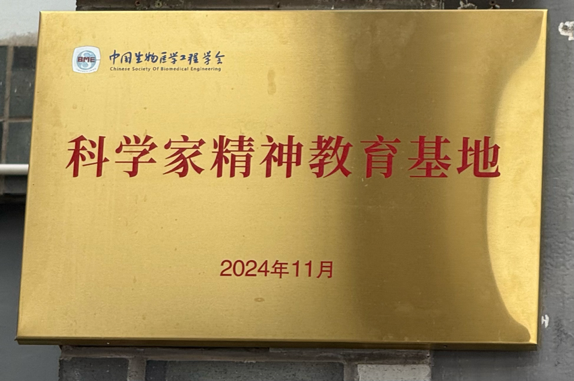 BME
中国生物医学工程学会
Chinese Society Of Biomedical Engineering
科学家精神教育基地
2024年11月